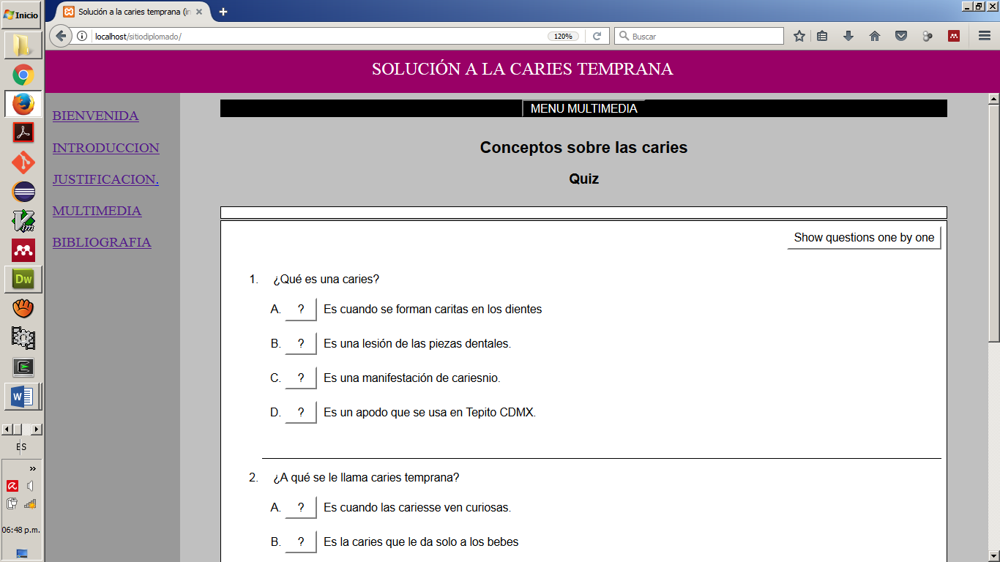 Inicio
Solución a la caries temprana (in
localhost/sitiodiplomado/
120%
Buscar
SOLUCIÓN A LA CARIES TEMPRANA
BIENVENIDA
INTRODUCCION
JUSTIFICACION.
MULTIMEDIA
BIBLIOGRAFIA
MENU MULTIMEDIA
Conceptos sobre las caries
Quiz
Show questions one by one
1. ¿Qué es una caries?
A. ? Es cuando se forman caritas en los dientes
B. ? Es una lesión de las piezas dentales.
C. ? Es una manifestación de cariesnio.
D. ? Es un apodo que se usa en Tepito CDMX.
2. ¿A qué se le llama caries temprana?
A. ? Es cuando las cariesse ven curiosas.
B. ? Es la caries que le da solo a los bebes
Dw
W
ES
»
06:48 p.m.